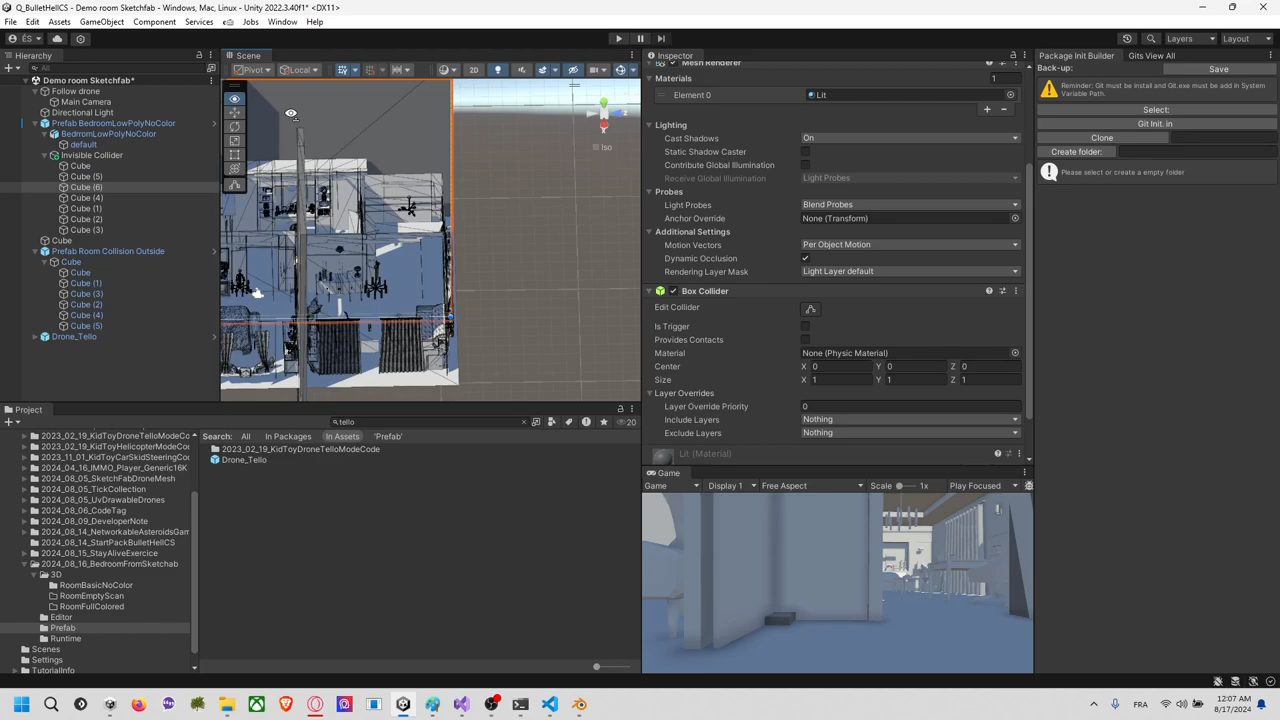 Q_BulletHellCS - Demo room Sketchfab - Windows, Mac, Linux - Unity 2022.3.40f1* <DX11>
File Edit Assets GameObject Component Services Jobs Window Help
ÉS
Layers Layout
Hierarchy
All
Demo room Sketchfab*
Follow drone
Main Camera
Directional Light
Prefab BedroomLowPolyNoColor
BedrromLowPolyNoColor
default
Invisible Collider
Cube
Cube (5)
Cube (6)
Cube (4)
Cube (1)
Cube (2)
Cube (3)
Cube
Prefab Room Collision Outside
Cube
Cube
Cube (1)
Cube (3)
Cube (2)
Cube (4)
Cube (5)
Drone_Tello
Scene
Pivot Local 2D
Iso
Inspector
Mesh Renderer
Materials 1
Element 0 Lit
Lighting
Cast Shadows On
Static Shadow Caster
Contribute Global Illumination
Receive Global Illumination Light Probes
Probes
Light Probes Blend Probes
Anchor Override None (Transform)
Additional Settings
Motion Vectors Per Object Motion
Dynamic Occlusion
Rendering Layer Mask Light Layer default
Box Collider
Edit Collider
Is Trigger
Provides Contacts
Material None (Physic Material)
Center X 0 Y 0 Z 0
Size X 1 Y 1 Z 1
Layer Overrides
Layer Override Priority 0
Include Layers Nothing
Exclude Layers Nothing
Lit (Material)
Package Init Builder Gits View All
Back-up: Save
Reminder: Git must be install and Git.exe must be add in System Variable Path.
Select:
Git Init. in
Clone
Create folder:
Please select or create a empty folder
Project
tello
20
2023_02_19_KidToyDroneTelloModeCo
2023_02_19_KidToyHelicopterModeCo
2023_11_01_KidToyCarSkidSteeringCo
2024_04_16_IMMO_Player_Generic16K
2024_08_05_SketchFabDroneMesh
2024_08_05_TickCollection
2024_08_05_UvDrawableDrones
2024_08_06_CodeTag
2024_08_09_DeveloperNote
2024_08_14_NetworkableAsteroidsGam
2024_08_14_StartPackBulletHellCS
2024_08_15_StayAliveExercice
2024_08_16_BedroomFromSketchab
3D
RoomBasicNoColor
RoomEmptyScan
RoomFullColored
Editor
Prefab
Runtime
Scenes
Settings
TutorialInfo
Search: All In Packages In Assets 'Prefab'
2023_02_19_KidToyDroneTelloModeCode
Drone_Tello
Game
Game Display 1 Free Aspect Scale 1x Play Focused
FRA
12:07 AM
8/17/2024